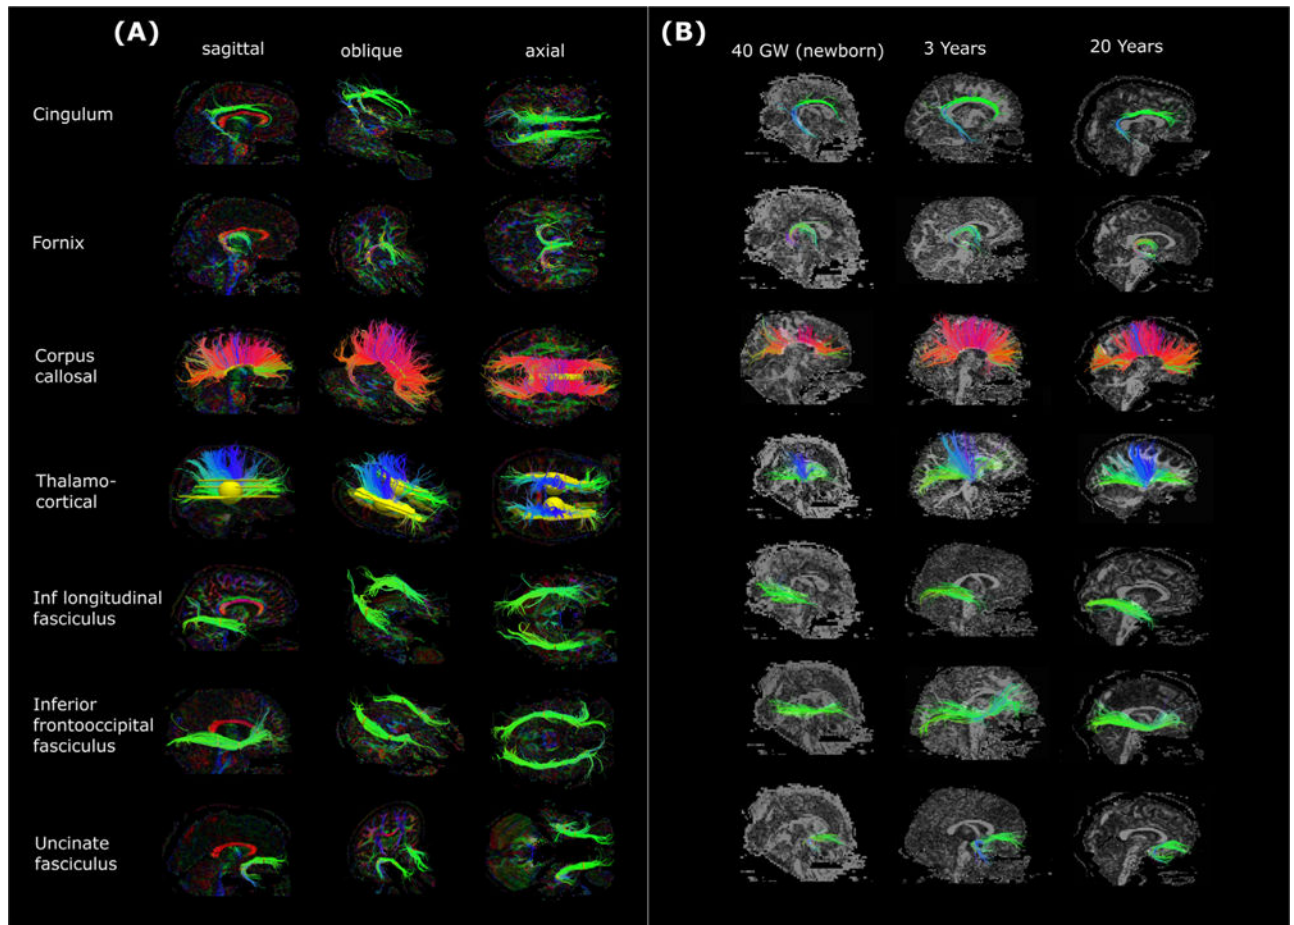 (A)
sagittal
oblique
axial
Cingulum
Fornix
Corpus
callosal
Thalamo-
cortical
Inf longitudinal
fasciculus
Inferior
frontooccipital
fasciculus
Uncinate
fasciculus
(B)
40 GW (newborn)
3 Years
20 Years